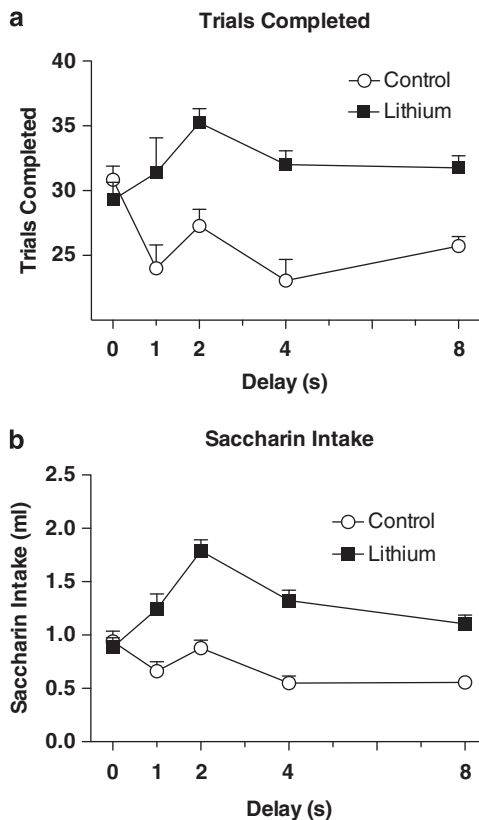 a
Trials Completed
40
35
30
25
Trials Completed
Control
Lithium
0 1 2 4 8
Delay (s)
b
Saccharin Intake
2.5
2.0
1.5
1.0
0.5
0.0
Saccharin Intake (ml)
Control
Lithium
0 1 2 4 8
Delay (s)